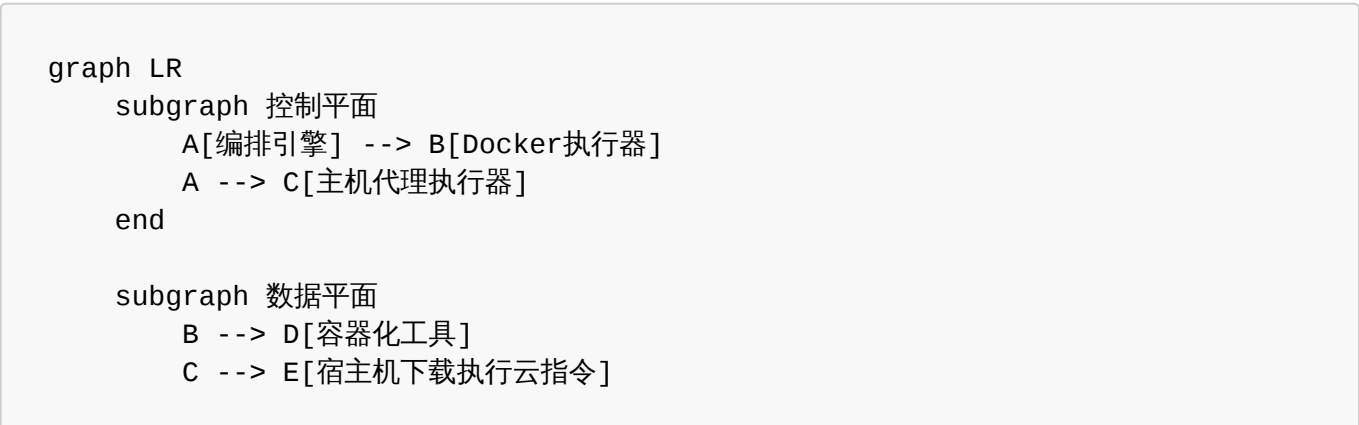 graph LR
    subgraph 控制平面
        A[编排引擎] --> B[Docker执行器]
        A --> C[主机代理执行器]
    end

    subgraph 数据平面
        B --> D[容器化工具]
        C --> E[宿主机下载执行云指令]